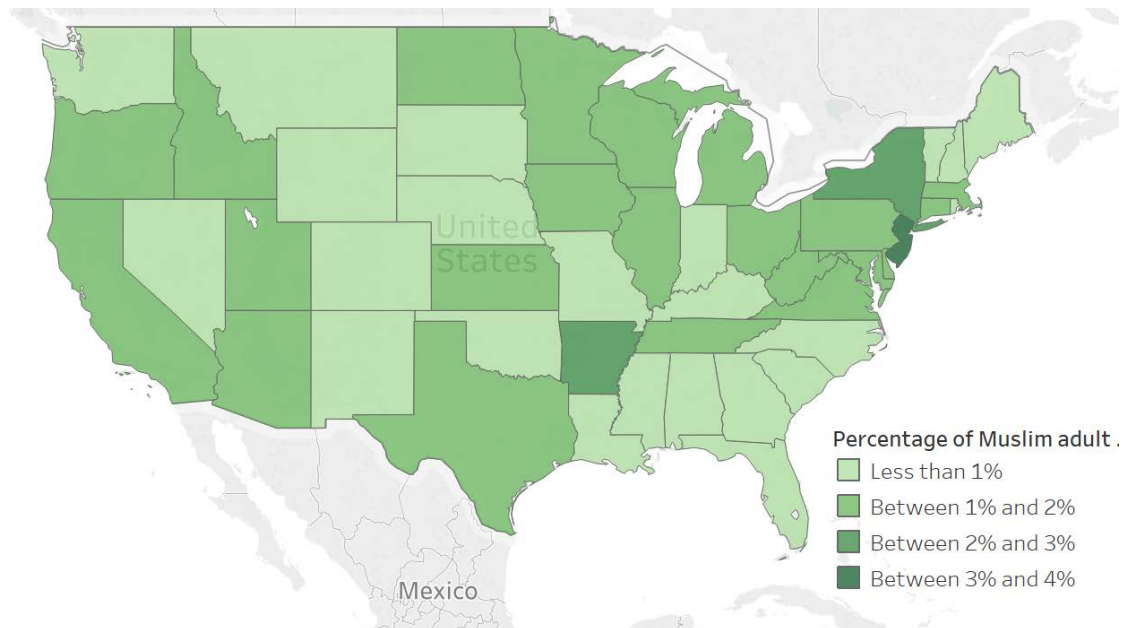 United
States
Percentage of Muslim adult .
Less than 1%
Between 1% and 2%
Between 2% and 3%
Between 3% and 4%
Mexico